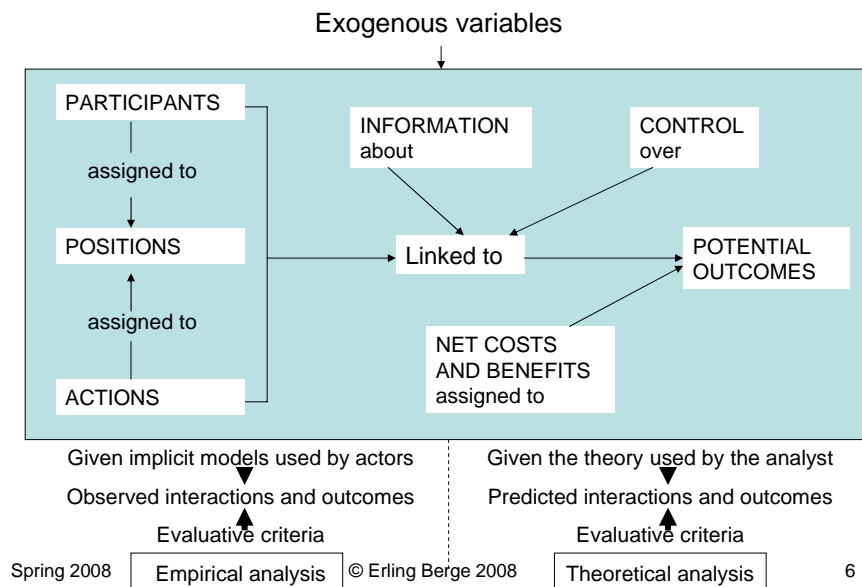 Exogenous variables
PARTICIPANTS
assigned to
POSITIONS
assigned to
ACTIONS
INFORMATION
about
CONTROL
over
Linked to
POTENTIAL
OUTCOMES
NET COSTS
AND BENEFITS
assigned to
Given implicit models used by actors
Observed interactions and outcomes
Evaluative criteria
Empirical analysis
Given the theory used by the analyst
Predicted interactions and outcomes
Evaluative criteria
Theoretical analysis
Spring 2008
© Erling Berge 2008
6